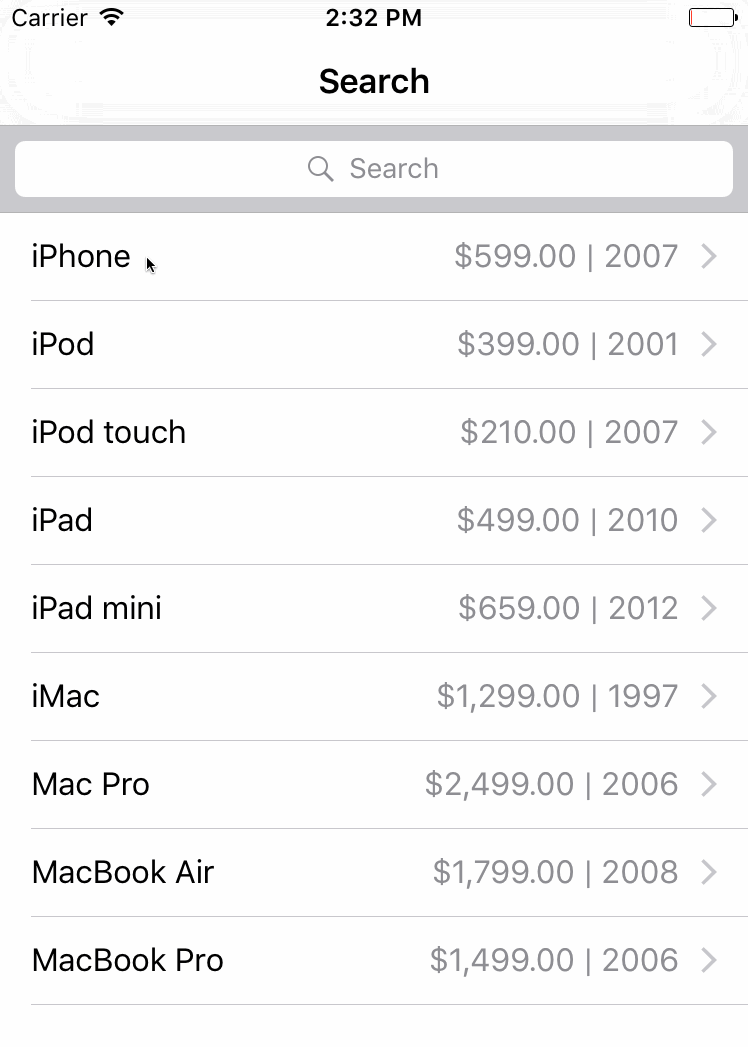 Carrier 2:32 PM
Search
Search
iPhone $599.00 | 2007
iPod $399.00 | 2001
iPod touch $210.00 | 2007
iPad $499.00 | 2010
iPad mini $659.00 | 2012
iMac $1,299.00 | 1997
Mac Pro $2,499.00 | 2006
MacBook Air $1,799.00 | 2008
MacBook Pro $1,499.00 | 2006